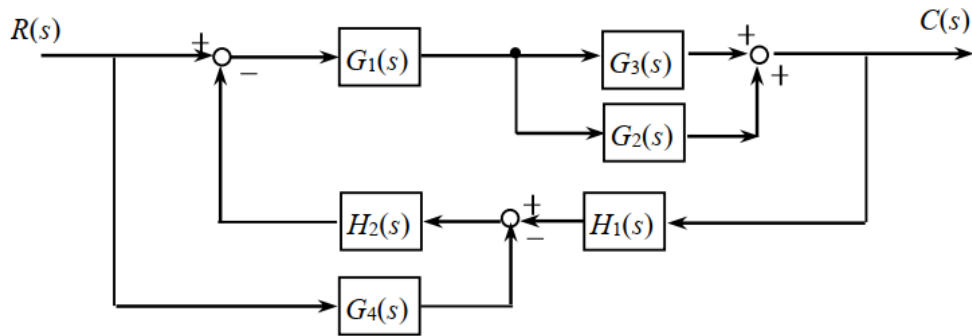 R(s)
C(s)
+
−
G₁(s)
G₃(s)
+
+
G₂(s)
H₂(s)
+
−
H₁(s)
G₄(s)